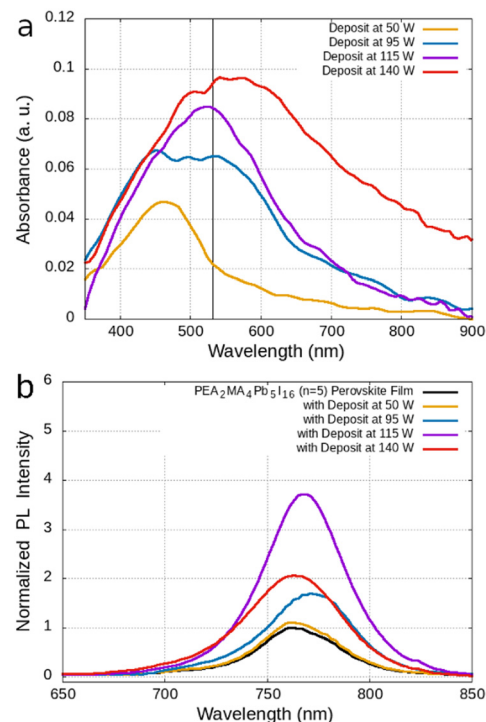 a
0.12
0.1
0.08
0.06
0.04
0.02
0
Absorbance (a. u.)
Deposit at 50 W
Deposit at 95 W
Deposit at 115 W
Deposit at 140 W
400 500 600 700 800 900
Wavelength (nm)
b
6
5
4
3
2
1
0
Normalized PL Intensity
PEA₂MA₄Pb₅I₁₆ (n=5) Perovskite Film
with Deposit at 50 W
with Deposit at 95 W
with Deposit at 115 W
with Deposit at 140 W
650 700 750 800 850
Wavelength (nm)